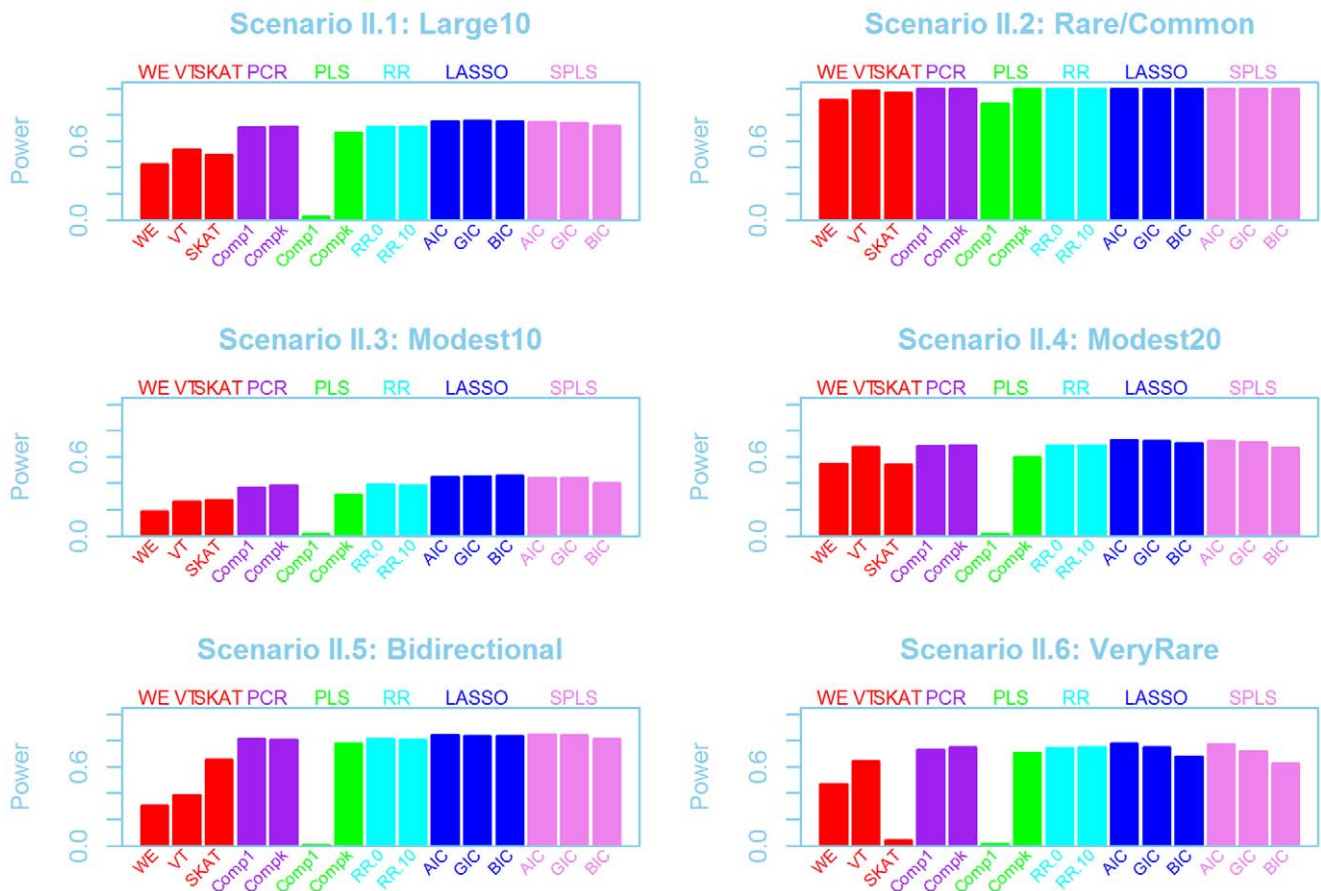 Scenario II.1: Large10
WE VTSKAT PCR PLS RR LASSO SPLS
Power
0.6
0.0
WE VT SKAT Comp1 Compk Comp1 Compk RR.0 RR.10 AIC GIC BIC AIC GIC BIC
Scenario II.2: Rare/Common
WE VTSKAT PCR PLS RR LASSO SPLS
Power
0.6
0.0
WE VT SKAT Comp1 Compk Comp1 Compk RR.0 RR.10 AIC GIC BIC AIC GIC BIC
Scenario II.3: Modest10
WE VTSKAT PCR PLS RR LASSO SPLS
Power
0.6
0.0
WE VT SKAT Comp1 Compk Comp1 Compk RR.0 RR.10 AIC GIC BIC AIC GIC BIC
Scenario II.4: Modest20
WE VTSKAT PCR PLS RR LASSO SPLS
Power
0.6
0.0
WE VT SKAT Comp1 Compk Comp1 Compk RR.0 RR.10 AIC GIC BIC AIC GIC BIC
Scenario II.5: Bidirectional
WE VTSKAT PCR PLS RR LASSO SPLS
Power
0.6
0.0
WE VT SKAT Comp1 Compk Comp1 Compk RR.0 RR.10 AIC GIC BIC AIC GIC BIC
Scenario II.6: VeryRare
WE VTSKAT PCR PLS RR LASSO SPLS
Power
0.6
0.0
WE VT SKAT Comp1 Compk Comp1 Compk RR.0 RR.10 AIC GIC BIC AIC GIC BIC